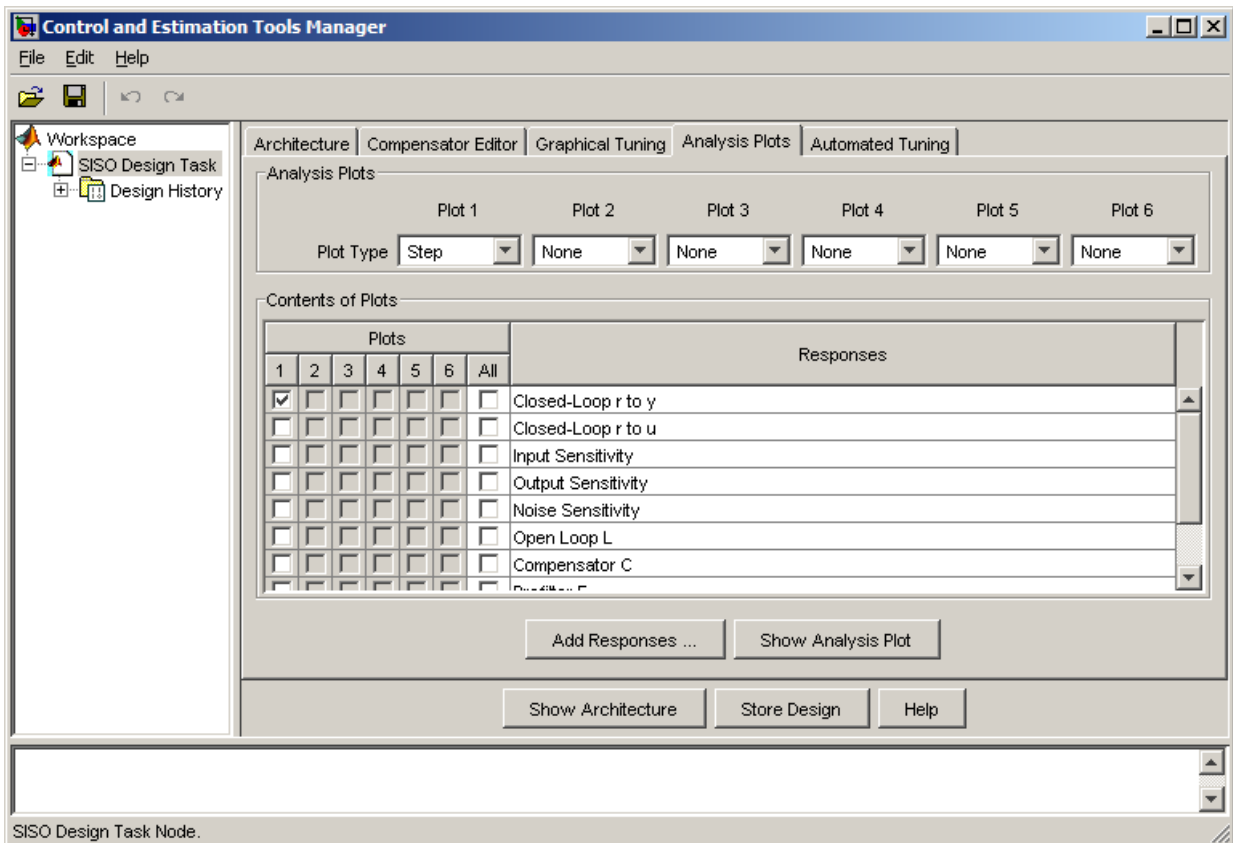 Control and Estimation Tools Manager
File Edit Help
Workspace
SISO Design Task
Design History
Architecture Compensator Editor Graphical Tuning Analysis Plots Automated Tuning
Analysis Plots
Plot 1 Plot 2 Plot 3 Plot 4 Plot 5 Plot 6
Plot Type Step None None None None None
Contents of Plots
Plots
Responses
1 2 3 4 5 6 All
Closed-Loop r to y
Closed-Loop r to u
Input Sensitivity
Output Sensitivity
Noise Sensitivity
Open Loop L
Compensator C
Add Responses ... Show Analysis Plot
Show Architecture Store Design Help
SISO Design Task Node.